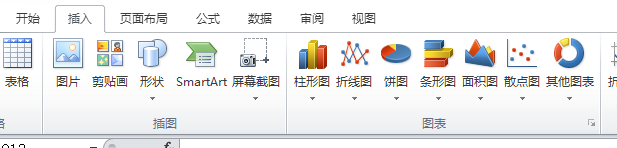 开始 插入 页面布局 公式 数据 审阅 视图
表格 图片 剪贴画 形状 SmartArt 屏幕截图 柱形图 折线图 饼图 条形图 面积图 散点图 其他图表
插图 图表